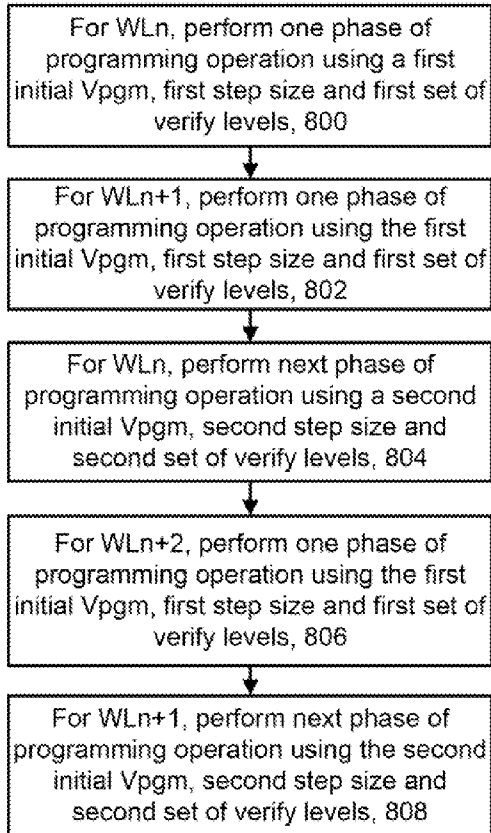 For WLn, perform one phase of
programming operation using a first
initial Vpgm, first step size and first set of
verify levels, 800
For WLn+1, perform one phase of
programming operation using the first
initial Vpgm, first step size and first set of
verify levels, 802
For WLn, perform next phase of
programming operation using a second
initial Vpgm, second step size and
second set of verify levels, 804
For WLn+2, perform one phase of
programming operation using the first
initial Vpgm, first step size and first set of
verify levels, 806
For WLn+1, perform next phase of
programming operation using the second
initial Vpgm, second step size and
second set of verify levels, 808